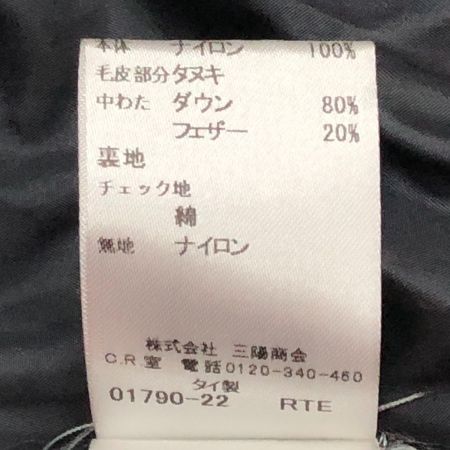 本体 ナイロン 100%
毛皮部分 タヌキ
中わた ダウン 80%
フェザー 20%
裏地
チェック地
綿
無地 ナイロン
株式会社 三陽商会
C.R.室 電話0120-340-460
タイ製
01790-22 RTE